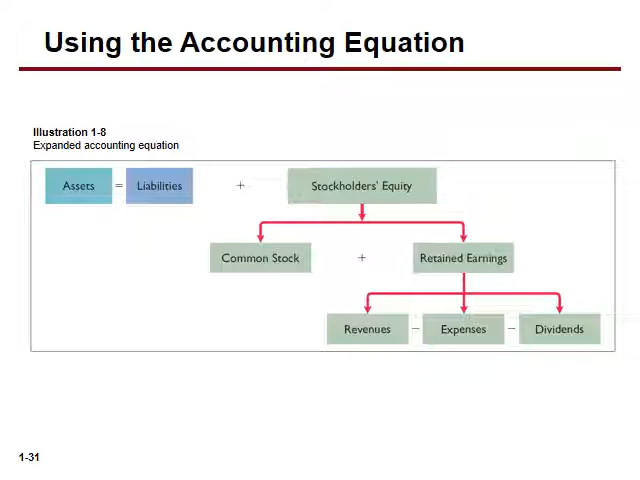 Using the Accounting Equation
Illustration 1-8
Expanded accounting equation
Assets = Liabilities + Stockholders' Equity
Common Stock + Retained Earnings
Revenues − Expenses − Dividends
1-31